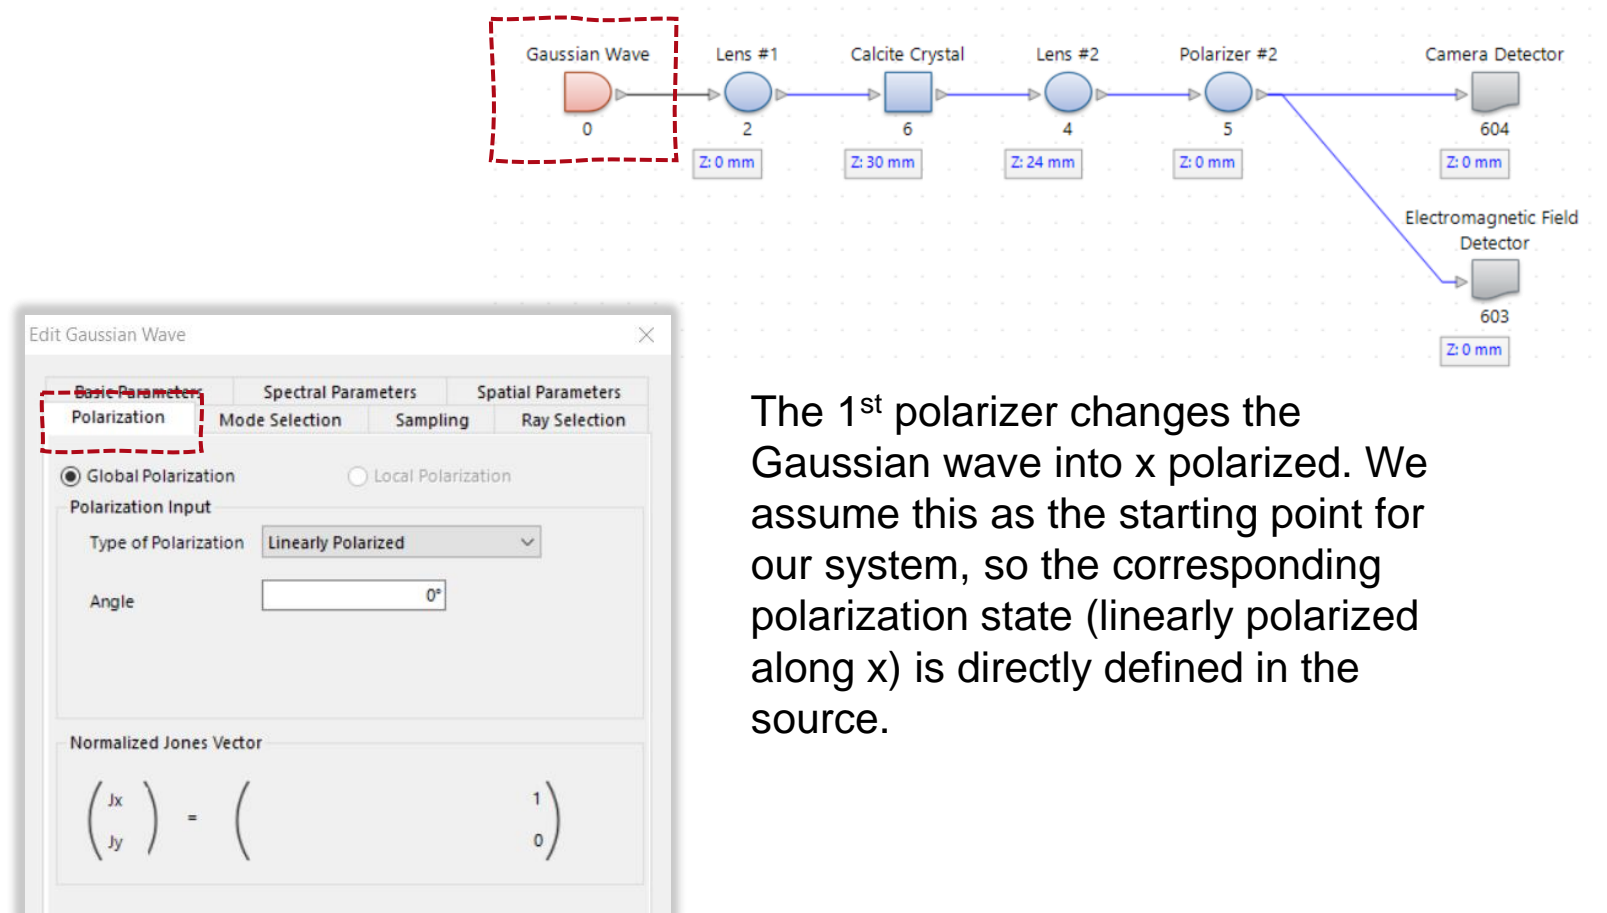 Gaussian Wave
Lens #1
Calcite Crystal
Lens #2
Polarizer #2
Camera Detector
0
2
6
4
5
604
Z: 0 mm
Z: 30 mm
Z: 24 mm
Z: 0 mm
Z: 0 mm
Electromagnetic Field
Detector
603
Z: 0 mm
Edit Gaussian Wave
Basic Parameters
Spectral Parameters
Spatial Parameters
Polarization
Mode Selection
Sampling
Ray Selection
Global Polarization
Local Polarization
Polarization Input
Type of Polarization
Linearly Polarized
Angle
0°
Normalized Jones Vector
Jx
Jy
=
1
0
The 1st polarizer changes the
Gaussian wave into x polarized. We
assume this as the starting point for
our system, so the corresponding
polarization state (linearly polarized
along x) is directly defined in the
source.